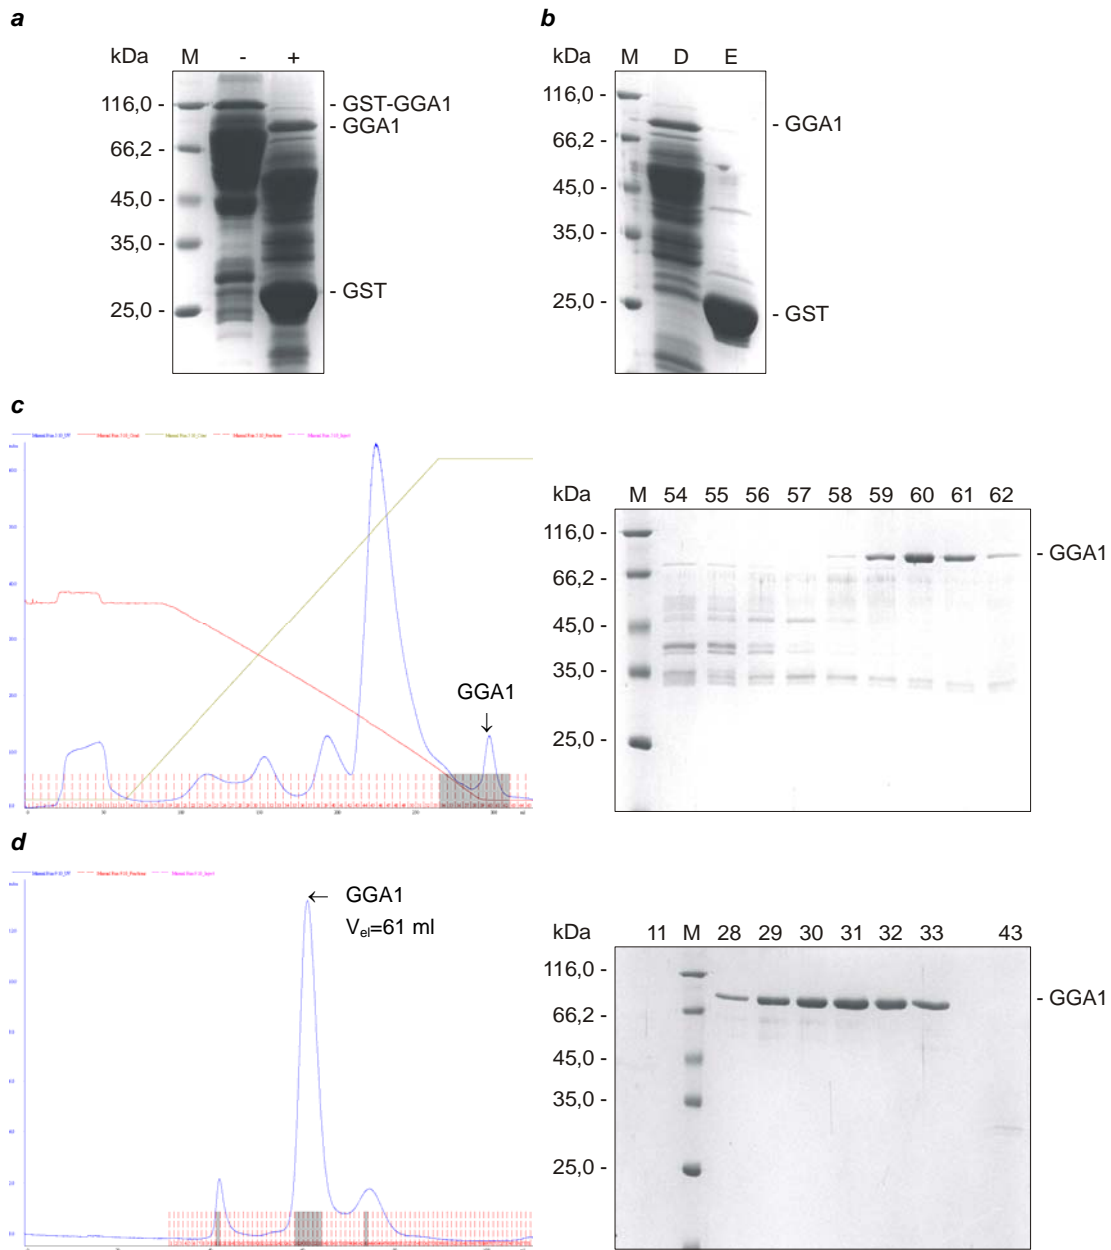 a
kDa M - +
116,0 -
66,2 -
45,0 -
35,0 -
25,0 -
- GST-GGA1
- GGA1
- GST
b
kDa M D E
116,0 -
66,2 -
45,0 -
35,0 -
25,0 -
- GGA1
- GST
c
GGA1
↓
kDa M 54 55 56 57 58 59 60 61 62
116,0 -
66,2 -
45,0 -
35,0 -
25,0 -
- GGA1
d
← GGA1
Vel=61 ml
kDa 11 M 28 29 30 31 32 33 43
116,0 -
66,2 -
45,0 -
35,0 -
25,0 -
- GGA1